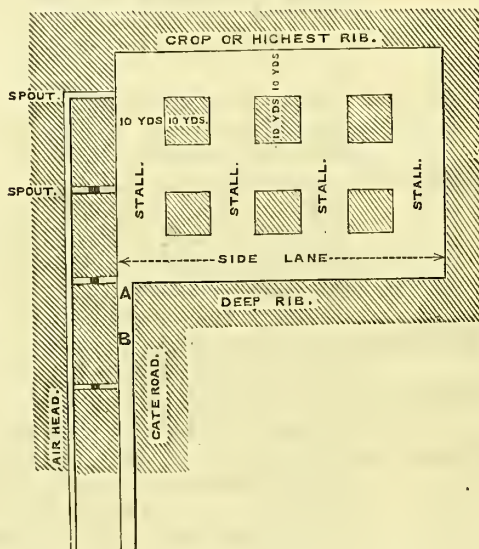 CROP OR HIGHEST RIB.
SPOUT.
10 YDS
10 YDS.
10 YDS
10 YDS
SPOUT.
STALL.
STALL.
STALL.
STALL.
SIDE LANE
A
DEEP RIB.
B
GATE ROAD.
AIR HEAD.